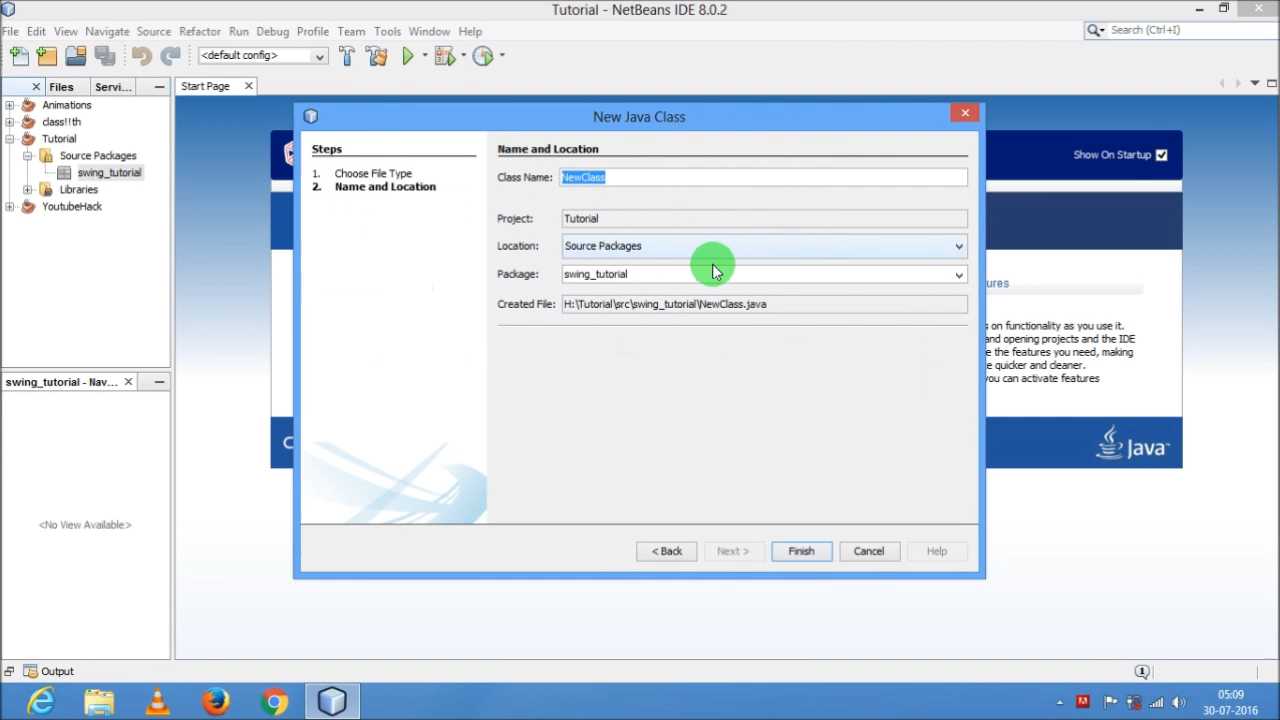 Tutorial - NetBeans IDE 8.0.2
File Edit View Navigate Source Refactor Run Debug Profile Team Tools Window Help
Search (Ctrl+I)
<default config>
Files Servi... Start Page
Animations
class!!th
Tutorial
Source Packages
swing_tutorial
Libraries
YoutubeHack
Show On Startup
New Java Class
Steps
1. Choose File Type
2. Name and Location
Name and Location
Class Name: NewClass
Project: Tutorial
Location: Source Packages
Package: swing_tutorial
Created File: H:\Tutorial\src\swing_tutorial\NewClass.java
< Back Next > Finish Cancel Help
ures
s on functionality as you use it.
and opening projects and the IDE
e the features you need, making
e quicker and cleaner.
you can activate features
Java
swing_tutorial - Nav...
<No View Available>
Output
1
05:09
30-07-2016